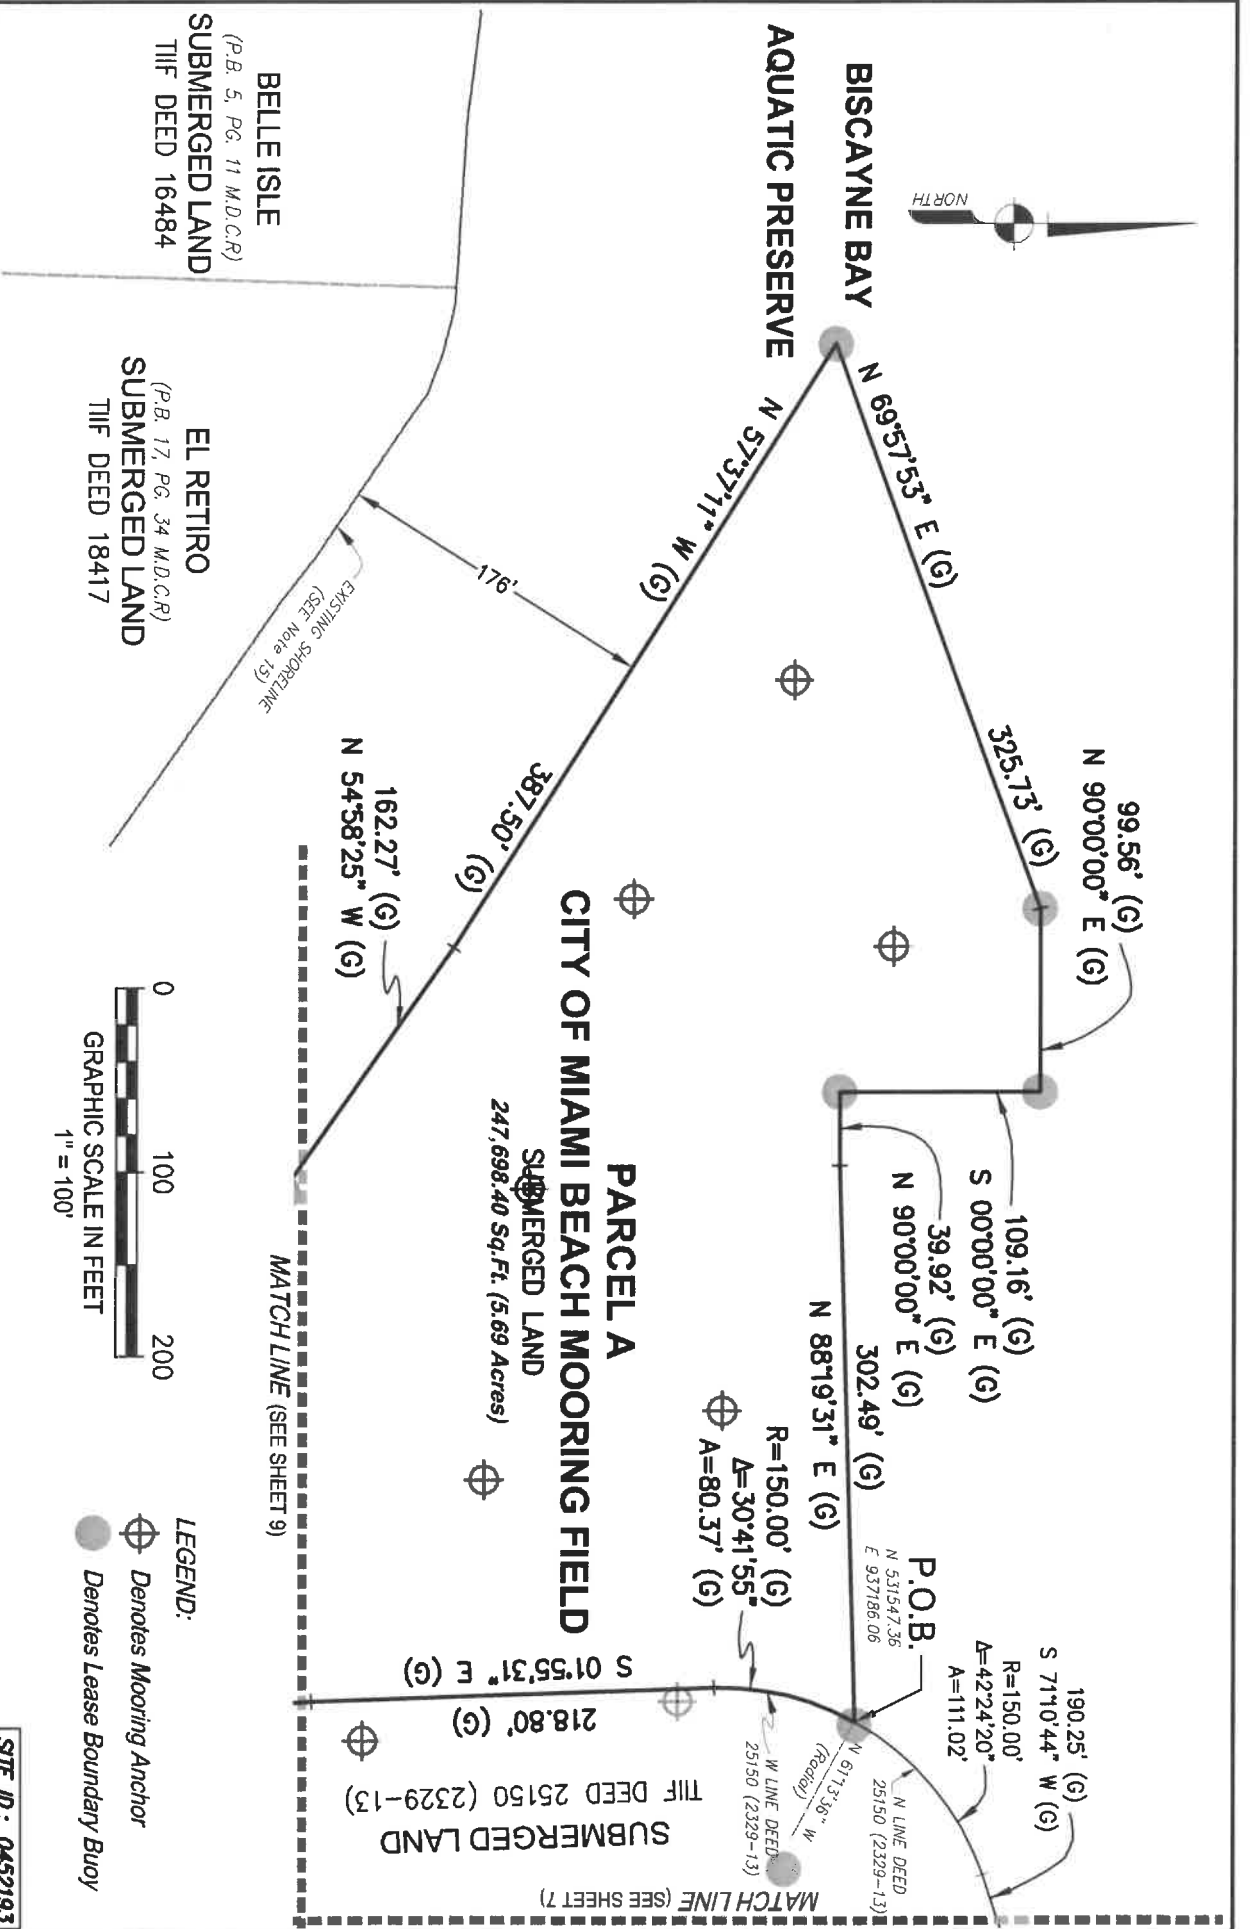 NORTH
BISCAYNE BAY
AQUATIC PRESERVE
N 69°57'53" E (G)
325.73' (G)
99.56' (G)
N 90°00'00" E (G)
109.16' (G)
S 00°00'00" E (G)
39.92' (G)
N 90°00'00" E (G)
302.49' (G)
N 88°19'31" E (G)
P.O.B.
N 531547.36
E 937186.06
190.25' (G)
S 71°10'44" W (G)
R=150.00'
Δ=42°24'20"
A=111.02'
N LINE DEED
25150 (2329-13)
N 61°13'36" W
(Radial)
W LINE DEED
25150 (2329-13)
R=150.00' (G)
Δ=30°41'55"
A=80.37' (G)
N 57°37'11" W (G)
387.50' (G)
176'
162.27' (G)
N 54°58'25" W (G)
PARCEL A
CITY OF MIAMI BEACH MOORING FIELD
SUBMERGED LAND
247,698.40 Sq.Ft. (5.69 Acres)
S 01°55'31" E (G)
218.80' (G)
SUBMERGED LAND
TIIF DEED 25150 (2329-13)
MATCH LINE (SEE SHEET 7)
BELLE ISLE
(P.B. 5, PG. 11 M.D.C.R)
SUBMERGED LAND
TIIF DEED 16484
EL RETIRO
(P.B. 17, PG. 34 M.D.C.R)
SUBMERGED LAND
TIIF DEED 18417
EXISTING SHORELINE
(SEE Note 15)
MATCH LINE (SEE SHEET 9)
0 100 200
GRAPHIC SCALE IN FEET
1" = 100'
LEGEND:
Denotes Mooring Anchor
Denotes Lease Boundary Buoy
SITE ID: 045219.3